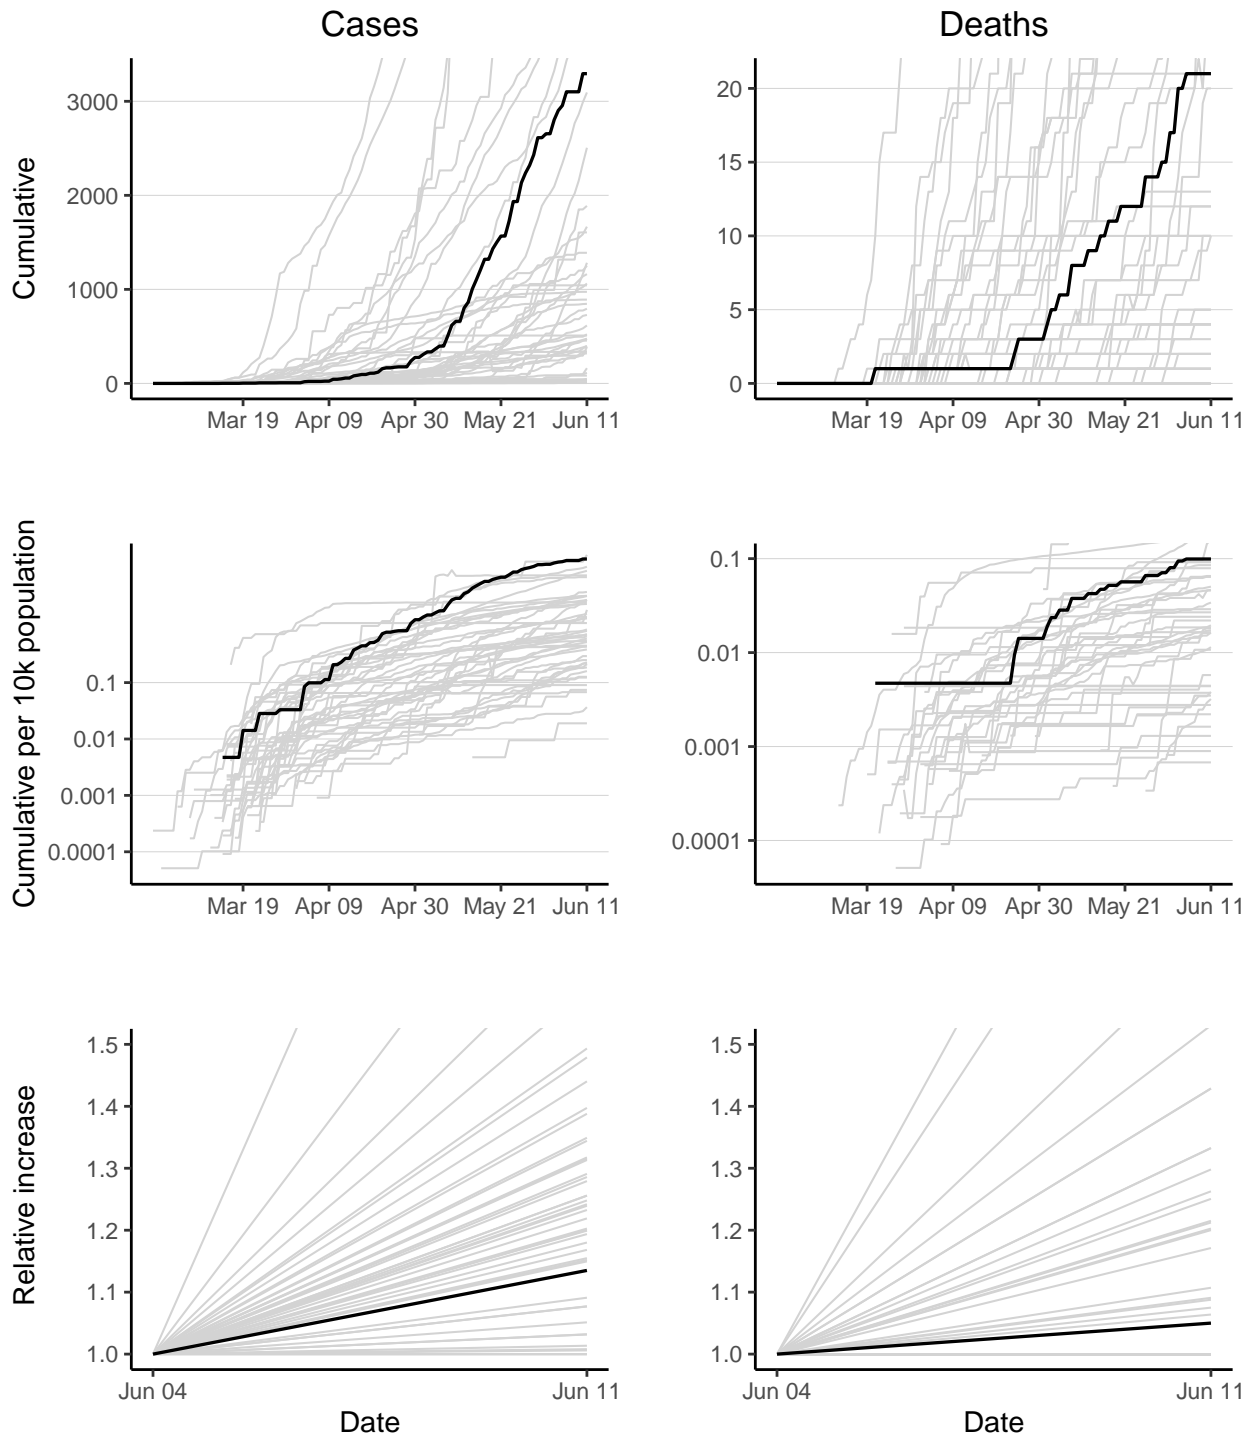 Cases
Deaths
Cumulative
3000
2000
1000
0
Mar 19 Apr 09 Apr 30 May 21 Jun 11
20
15
10
5
0
Mar 19 Apr 09 Apr 30 May 21 Jun 11
Cumulative per 10k population
0.1
0.01
0.001
0.0001
Mar 19 Apr 09 Apr 30 May 21 Jun 11
0.1
0.01
0.001
0.0001
Mar 19 Apr 09 Apr 30 May 21 Jun 11
Relative increase
1.5
1.4
1.3
1.2
1.1
1.0
Jun 04 Jun 11
Date
1.5
1.4
1.3
1.2
1.1
1.0
Jun 04 Jun 11
Date